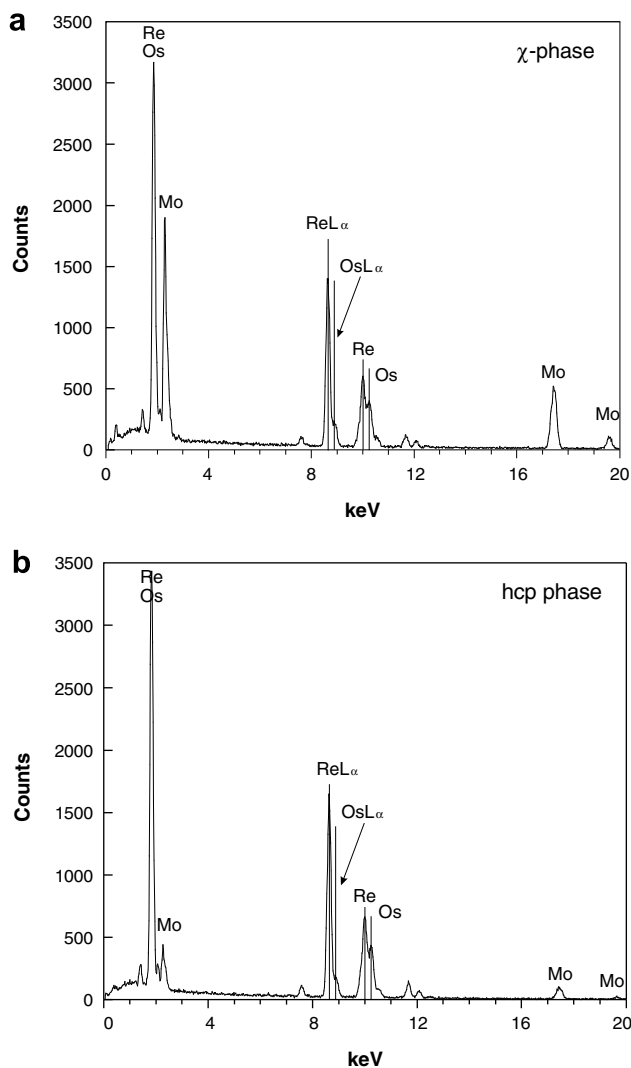 a
3500
Re
Os
χ-phase
3000
2500
2000
Mo
ReLα
1500
OsLα
Counts
1000
Re
Os
Mo
500
Mo
0
0 4 8 12 16 20
keV
b
3500
Re
Os
hcp phase
3000
2500
2000
ReLα
1500
OsLα
Counts
1000
Re
Os
Mo
500
Mo
Mo
0
0 4 8 12 16 20
keV